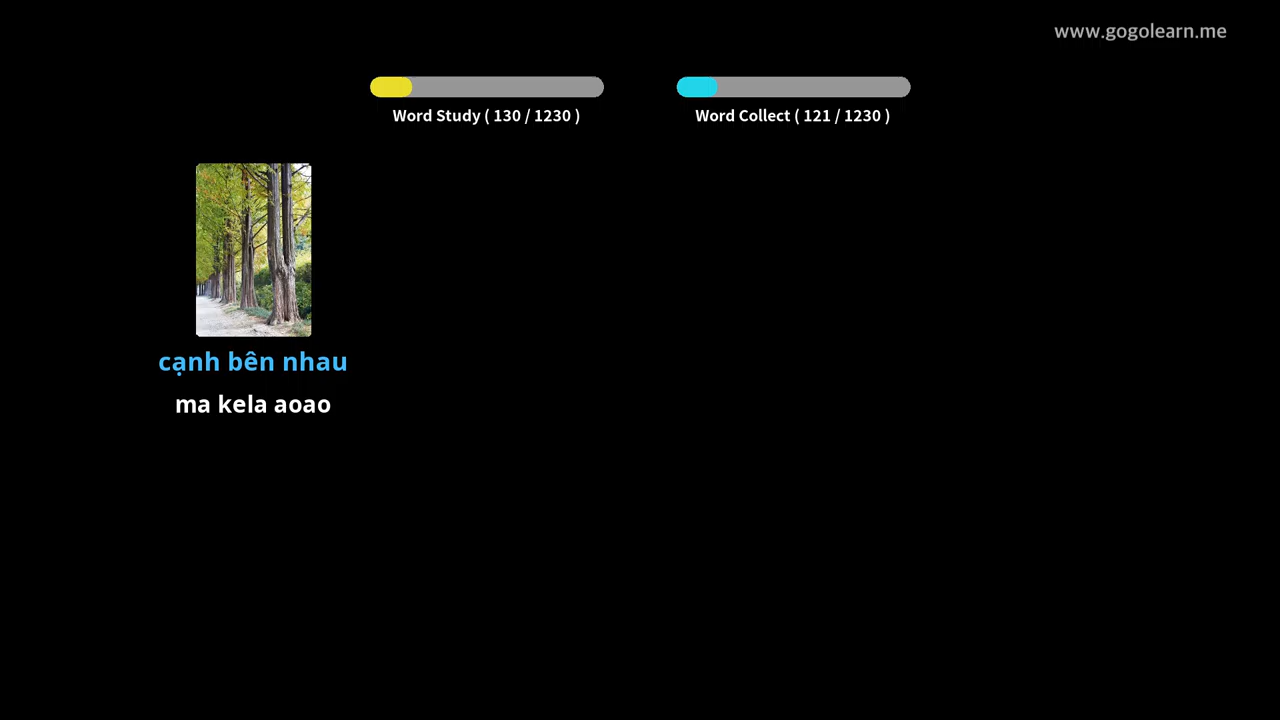 www.gogolearn.me
Word Study ( 130 / 1230 )
Word Collect ( 121 / 1230 )
cạnh bên nhau
ma kela aoao